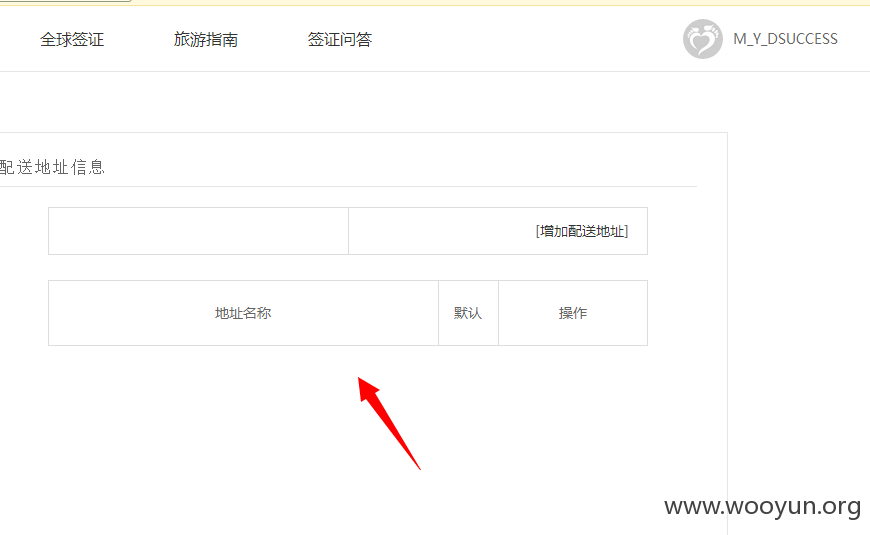 全球签证 旅游指南 签证问答 M_Y_DSUCCESS
配送地址信息
[增加配送地址]
地址名称 默认 操作
www.wooyun.org